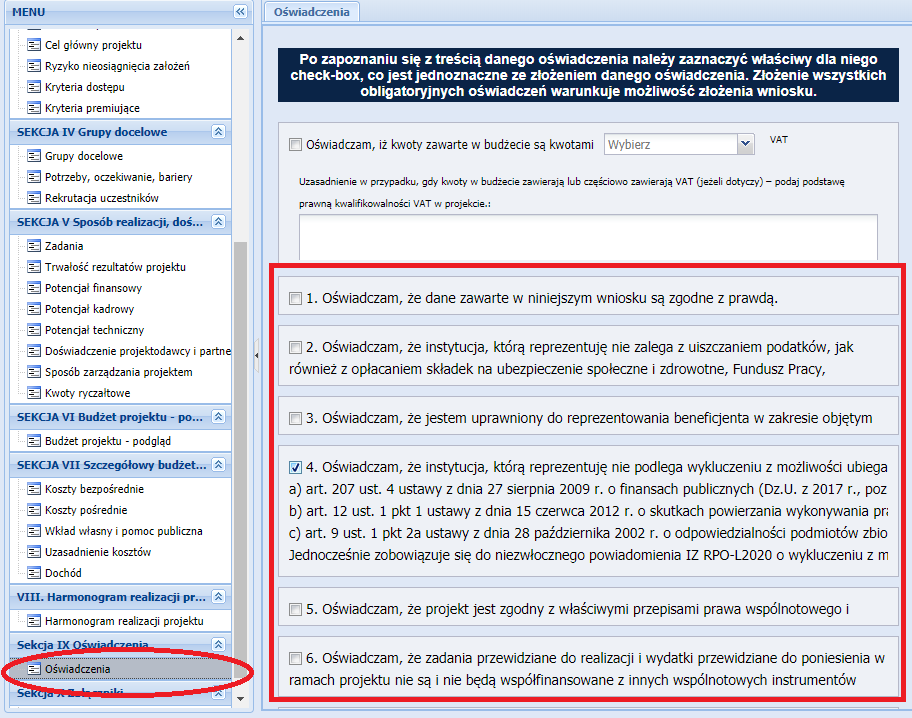 MENU
Cel główny projektu
Ryzyko nieosiągnięcia założeń
Kryteria dostępu
Kryteria premiujące
SEKCJA IV Grupy docelowe
Grupy docelowe
Potrzeby, oczekiwanie, bariery
Rekrutacja uczestników
SEKCJA V Sposób realizacji, doś...
Zadania
Trwałość rezultatów projektu
Potencjał finansowy
Potencjał kadrowy
Potencjał techniczny
Doświadczenie projektodawcy i partne
Sposób zarządzania projektem
Kwoty ryczałtowe
SEKCJA VI Budżet projektu - po...
Budżet projektu - podgląd
SEKCJA VII Szczegółowy budżet...
Koszty bezpośrednie
Koszty pośrednie
Wkład własny i pomoc publiczna
Uzasadnienie kosztów
Dochód
VIII. Harmonogram realizacji pr...
Harmonogram realizacji projektu
Sekcja IX Oświadczenia
Oświadczenia
Sekcja X Załączniki
Oświadczenia
Po zapoznaniu się z treścią danego oświadczenia należy zaznaczyć właściwy dla niego
check-box, co jest jednoznaczne ze złożeniem danego oświadczenia. Złożenie wszystkich
obligatoryjnych oświadczeń warunkuje możliwość złożenia wniosku.
Oświadczam, iż kwoty zawarte w budżecie są kwotami Wybierz VAT
Uzasadnienie w przypadku, gdy kwoty w budżecie zawierają lub częściowo zawierają VAT (jeżeli dotyczy) – podaj podstawę
prawną kwalifikowalności VAT w projekcie.:
1. Oświadczam, że dane zawarte w niniejszym wniosku są zgodne z prawdą.
2. Oświadczam, że instytucja, którą reprezentuję nie zalega z uiszczaniem podatków, jak
również z opłacaniem składek na ubezpieczenie społeczne i zdrowotne, Fundusz Pracy,
3. Oświadczam, że jestem uprawniony do reprezentowania beneficjenta w zakresie objętym
4. Oświadczam, że instytucja, którą reprezentuję nie podlega wykluczeniu z możliwości ubiega
a) art. 207 ust. 4 ustawy z dnia 27 sierpnia 2009 r. o finansach publicznych (Dz.U. z 2017 r., poz
b) art. 12 ust. 1 pkt 1 ustawy z dnia 15 czerwca 2012 r. o skutkach powierzania wykonywania pra
c) art. 9 ust. 1 pkt 2a ustawy z dnia 28 października 2002 r. o odpowiedzialności podmiotów zbio
Jednocześnie zobowiązuje się do niezwłocznego powiadomienia IZ RPO-L2020 o wykluczeniu z m
5. Oświadczam, że projekt jest zgodny z właściwymi przepisami prawa wspólnotowego i
6. Oświadczam, że zadania przewidziane do realizacji i wydatki przewidziane do poniesienia w
ramach projektu nie są i nie będą współfinansowane z innych wspólnotowych instrumentów